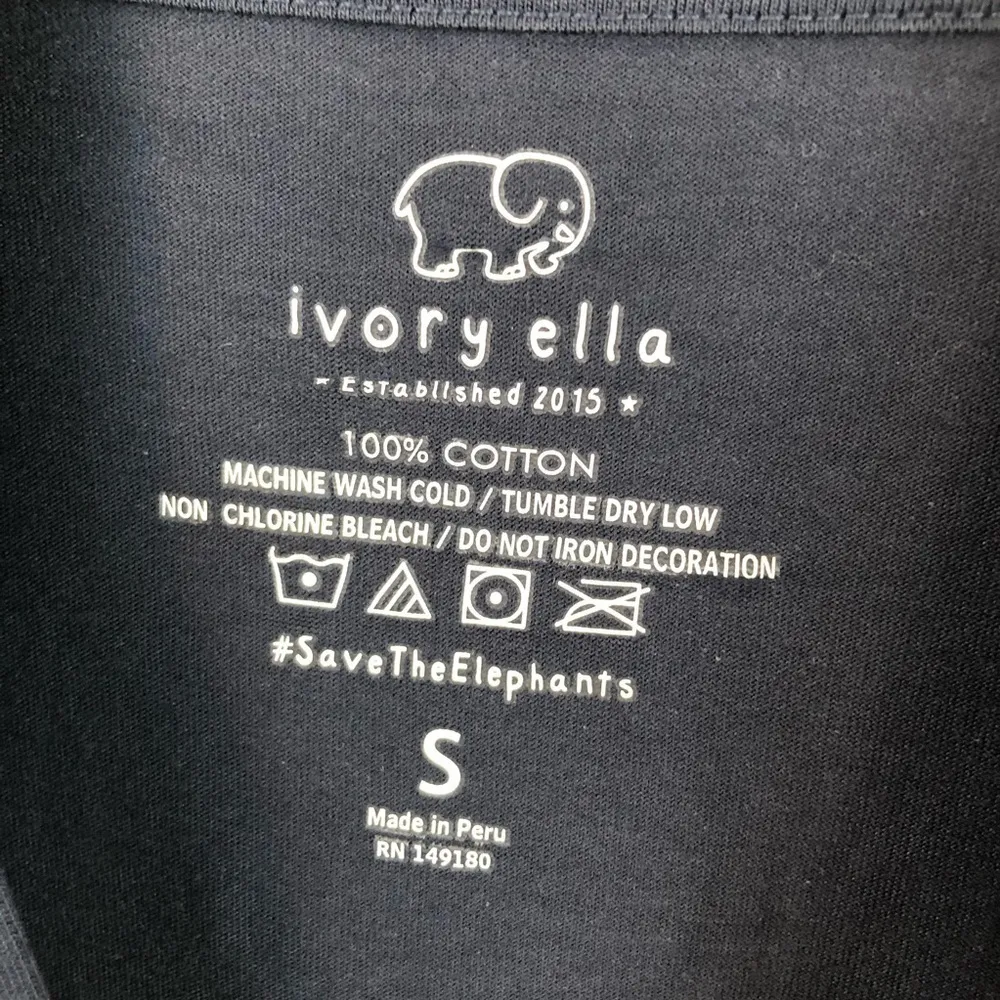 ivory ella
- Established 2015 ★
100% COTTON
MACHINE WASH COLD / TUMBLE DRY LOW
NON CHLORINE BLEACH / DO NOT IRON DECORATION
#SaveTheElephants
S
Made in Peru
RN 149180